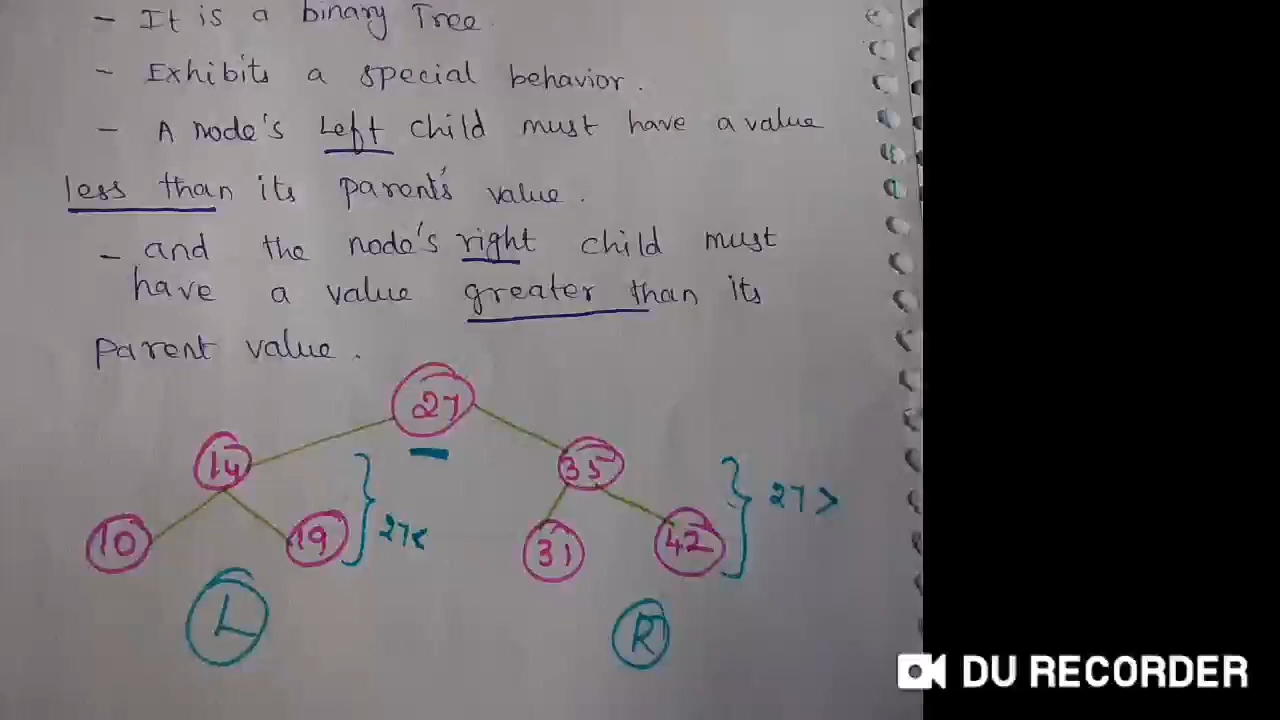 - It is a binary Tree.
- Exhibits a special behavior.
- A node's Left child must have a value
less than its parent's value.
- and the node's right child must
have a value greater than its
parent value.
27
14
35
10
19
27<
31
42
27>
L
R
DU RECORDER